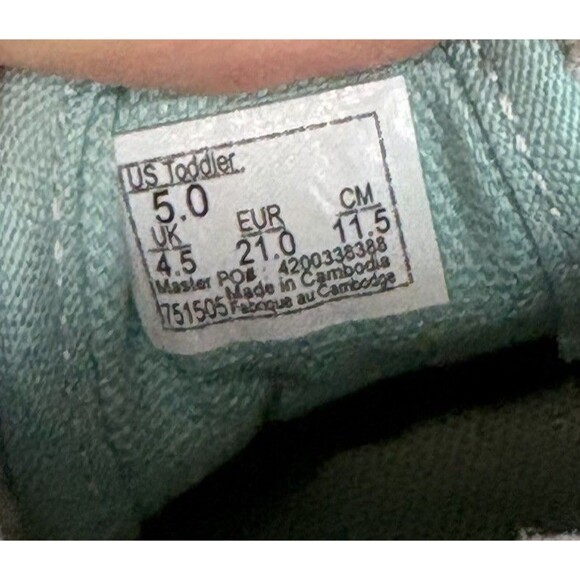 US Toddler.
5.0
UK EUR CM
4.5 21.0 11.5
Master PO#: 4200338388
Made in Cambodia
751505 Fabrique au Cambodge